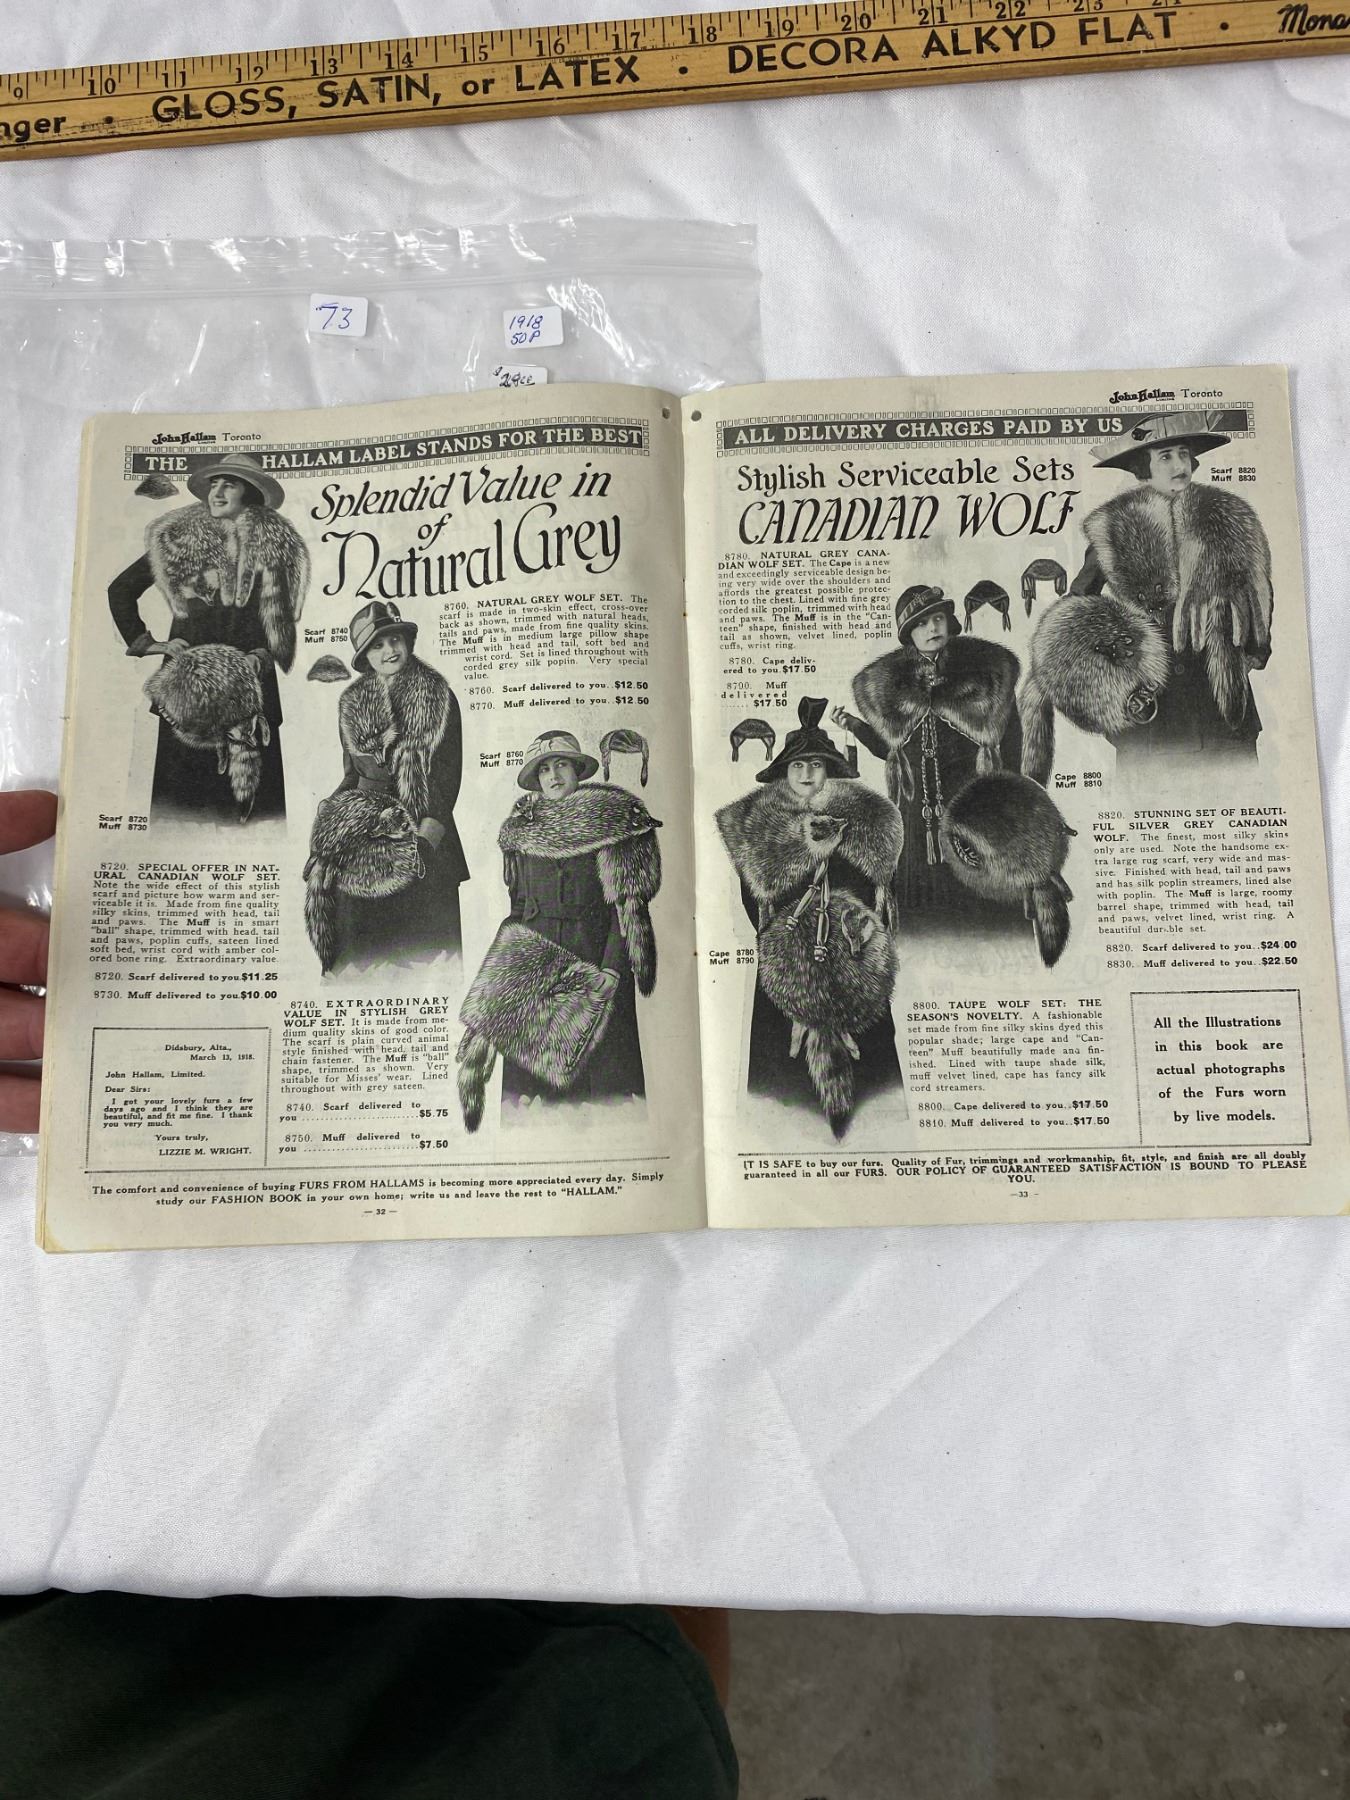 9 10 11 12 13 14 15 16 17 18 19 20 21 22 23 24
nger • GLOSS, SATIN, or LATEX • DECORA ALKYD FLAT • Mona
73
1918
50P
John Hallam Toronto
LIMITED
THE HALLAM LABEL STANDS FOR THE BEST
Splendid Value in
of
Natural Grey
Scarf 8740
Muff 8750
8760. NATURAL GREY WOLF SET. The
scarf is made in two-skin effect, cross-over
back as shown, trimmed with natural heads,
tails and paws, made from fine quality skins.
The Muff is in medium large pillow shape
trimmed with head and tail, soft bed and
wrist cord. Set is lined throughout with
corded grey silk poplin. Very special
value.
8760. Scarf delivered to you..$12.50
8770. Muff delivered to you..$12.50
Scarf 8760
Muff 8770
Scarf 8720
Muff 8730
8720. SPECIAL OFFER IN NAT-
URAL CANADIAN WOLF SET.
Note the wide effect of this stylish
scarf and picture how warm and ser-
viceable it is. Made from fine quality
silky skins, trimmed with head, tail
and paws. The Muff is in smart
"ball" shape, trimmed with head, tail
and paws, poplin cuffs, sateen lined
soft bed, wrist cord with amber col-
ored bone ring. Extraordinary value.
8720. Scarf delivered to you.$11.25
8730. Muff delivered to you.$10.00
Didsbury, Alta.,
March 13, 1918.
John Hallam, Limited.
Dear Sirs:
I got your lovely furs a few
days ago and I think they are
beautiful, and fit me fine. I thank
you very much.
Yours truly,
LIZZIE M. WRIGHT.
8740. EXTRAORDINARY
VALUE IN STYLISH GREY
WOLF SET. It is made from me-
dium quality skins of good color.
The scarf is plain curved animal
style finished with head, tail and
chain fastener. The Muff is "ball"
shape, trimmed as shown. Very
suitable for Misses' wear. Lined
throughout with grey sateen.
8740. Scarf delivered to
you ....................$5.75
8750. Muff delivered to
you ....................$7.50
The comfort and convenience of buying FURS FROM HALLAMS is becoming more appreciated every day. Simply
study our FASHION BOOK in your own home; write us and leave the rest to "HALLAM."
— 32 —
John Hallam Toronto
LIMITED
ALL DELIVERY CHARGES PAID BY US
Stylish Serviceable Sets
CANADIAN WOLF
Scarf 8820
Muff 8830
8780. NATURAL GREY CANA-
DIAN WOLF SET. The Cape is a new
and exceedingly serviceable design be-
ing very wide over the shoulders and
affords the greatest possible protec-
tion to the chest. Lined with fine grey
corded silk poplin, trimmed with head
and paws. The Muff is in the "Can-
teen" shape, finished with head and
tail as shown, velvet lined, poplin
cuffs, wrist ring.
8780. Cape deliv-
ered to you.$17.50
8790. Muff
delivered
......$17.50
Cape 8800
Muff 8810
Cape 8780
Muff 8790
8820. STUNNING SET OF BEAUTI-
FUL SILVER GREY CANADIAN
WOLF. The finest, most silky skins
only are used. Note the handsome ex-
tra large rug scarf, very wide and mas-
sive. Finished with head, tail and paws
and has silk poplin streamers, lined also
with poplin. The Muff is large, roomy
barrel shape, trimmed with head, tail
and paws, velvet lined, wrist ring. A
beautiful durable set.
8820. Scarf delivered to you..$24.00
8830. Muff delivered to you..$22.50
8800. TAUPE WOLF SET: THE
SEASON'S NOVELTY. A fashionable
set made from fine silky skins dyed this
popular shade; large cape and "Can-
teen" Muff beautifully made and fin-
ished. Lined with taupe shade silk,
muff velvet lined, cape has fancy silk
cord streamers.
8800. Cape delivered to you..$17.50
8810. Muff delivered to you..$17.50
All the Illustrations
in this book are
actual photographs
of the Furs worn
by live models.
IT IS SAFE to buy our furs. Quality of Fur, trimmings and workmanship, fit, style, and finish are all doubly
guaranteed in all our FURS. OUR POLICY OF GUARANTEED SATISFACTION IS BOUND TO PLEASE
YOU.
—33 –